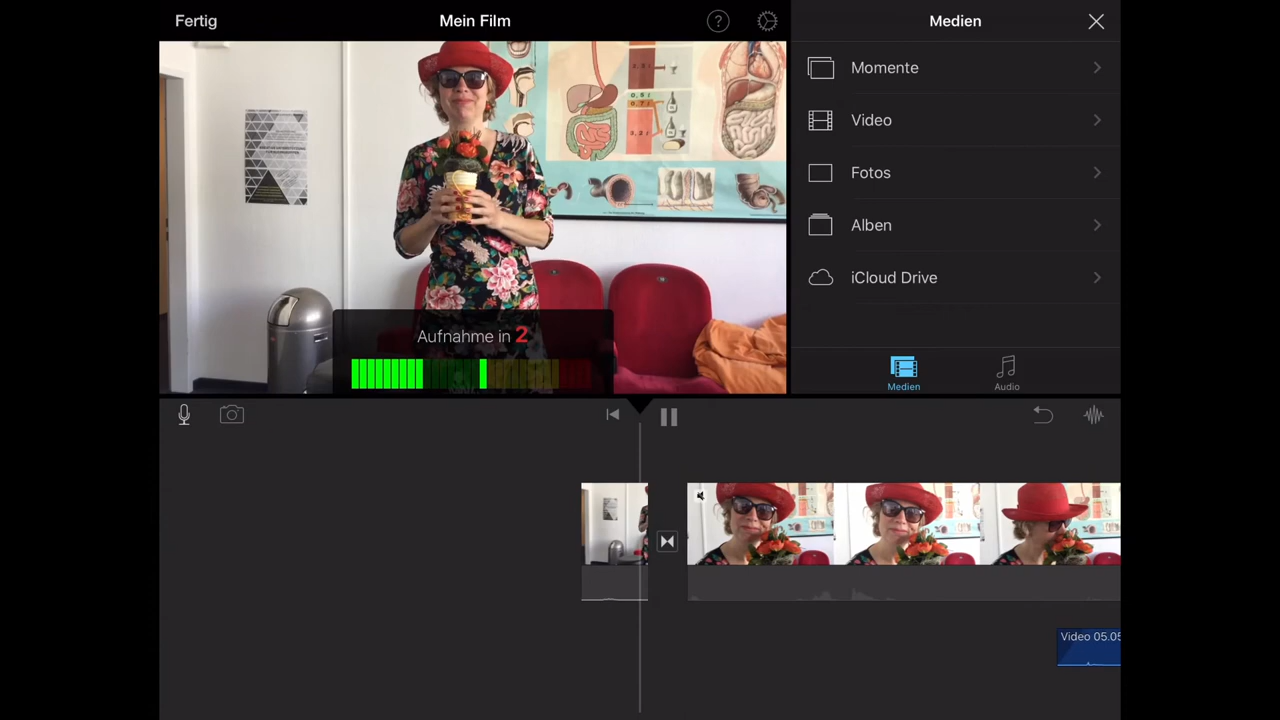 Fertig
Mein Film
?
Medien
Momente
Video
Fotos
Alben
iCloud Drive
Aufnahme in 2
Medien
Audio
Video 05.05